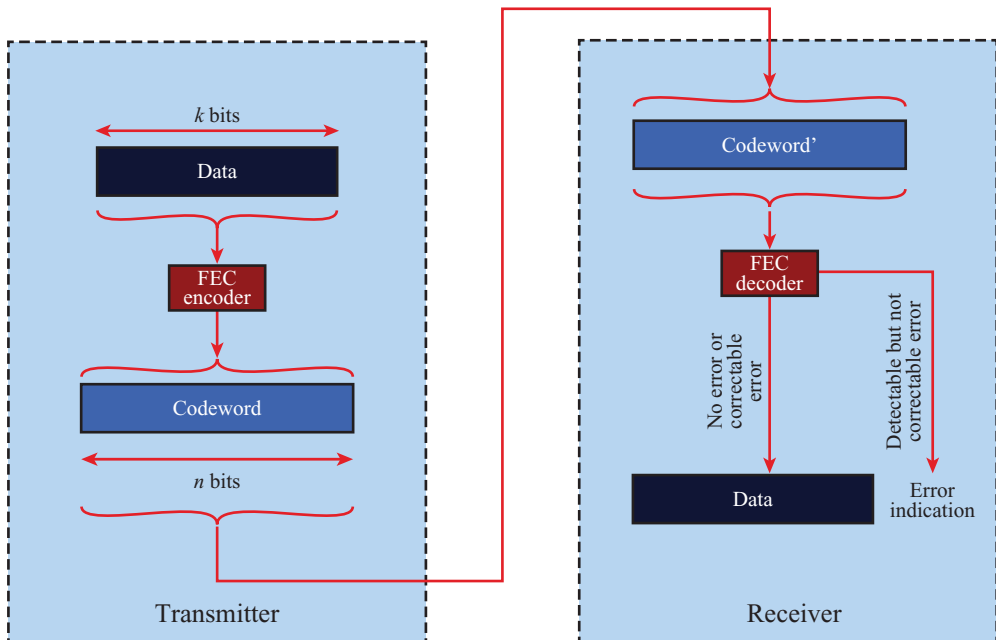 k bits
Data
FEC
encoder
Codeword
n bits
Transmitter
Codeword’
FEC
decoder
No error or
correctable
error
Detectable but not
correctable error
Data
Error
indication
Receiver